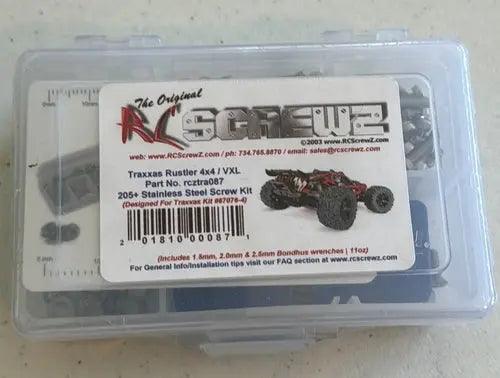 The Original
RC SCREWZ
©2003 www.RCScrewZ.com
web: www.RCScrewZ.com / ph: 734.765.8870 / email: sales@rcscrewz.com
Traxxas Rustler 4x4 / VXL
Part No. rcztra087
205+ Stainless Steel Screw Kit
(Designed For Traxxas Kit #67076-4)
2 01810 00087 1
(Includes 1.5mm, 2.0mm & 2.5mm Bondhus wrenches | 11oz)
For General Info/Installation tips visit our FAQ section at www.rcscrewz.com
0mm